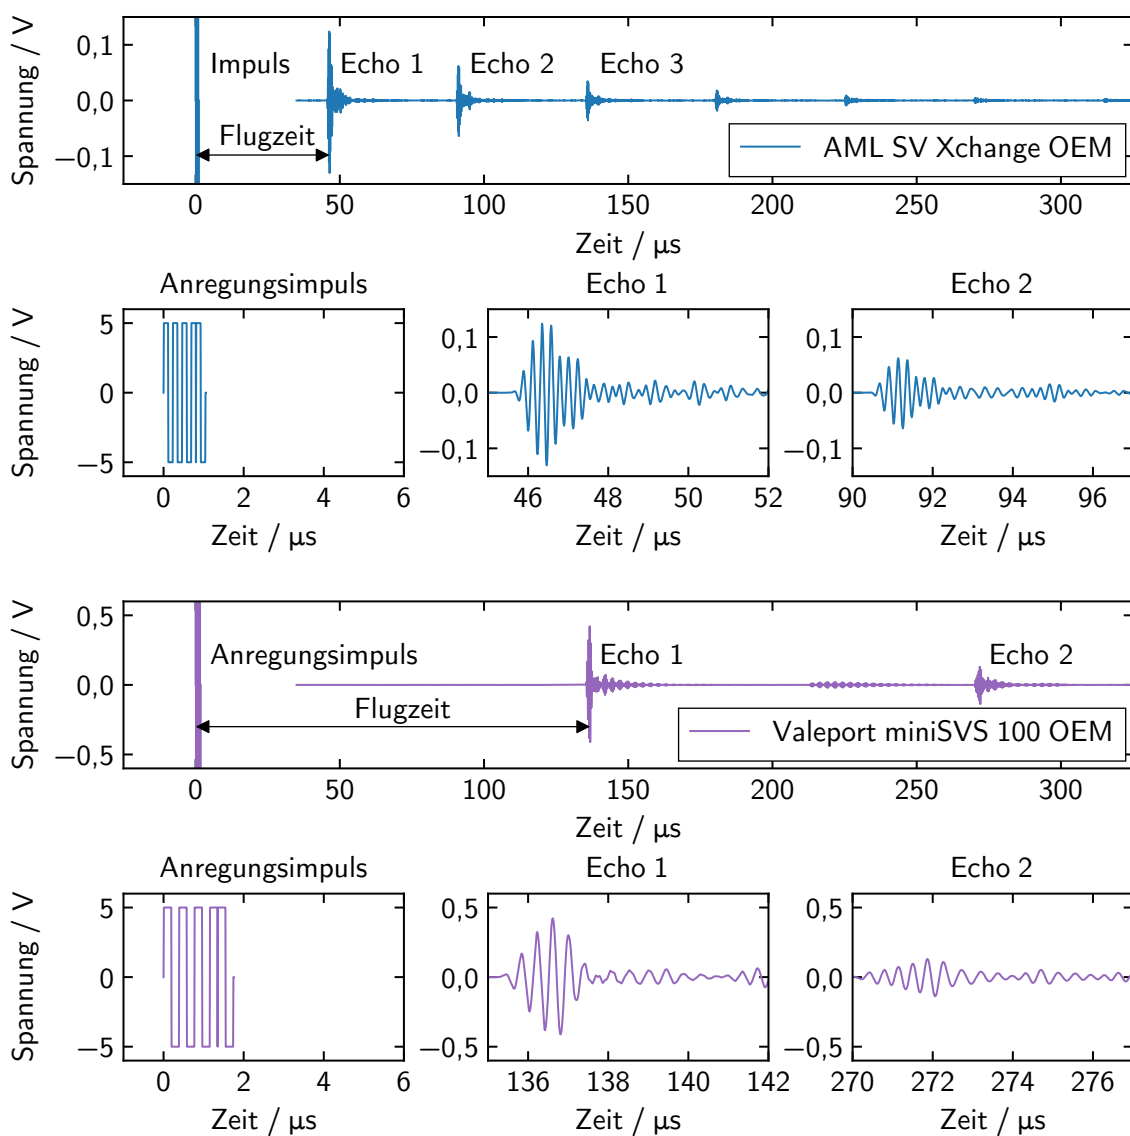 Spannung / V
0,1
0,0
−0,1
Impuls
Echo 1
Echo 2
Echo 3
Flugzeit
AML SV Xchange OEM
0 50 100 150 200 250 300
Zeit / µs
Anregungsimpuls
Echo 1
Echo 2
Spannung / V
5
0
−5
0,1
0,0
−0,1
0,1
0,0
−0,1
0 2 4 6
46 48 50 52
90 92 94 96
Zeit / µs
Zeit / µs
Zeit / µs
Spannung / V
0,5
0,0
−0,5
Anregungsimpuls
Echo 1
Echo 2
Flugzeit
Valeport miniSVS 100 OEM
0 50 100 150 200 250 300
Zeit / µs
Anregungsimpuls
Echo 1
Echo 2
Spannung / V
5
0
−5
0,5
0,0
−0,5
0,5
0,0
−0,5
0 2 4 6
136 138 140 142
270 272 274 276
Zeit / µs
Zeit / µs
Zeit / µs